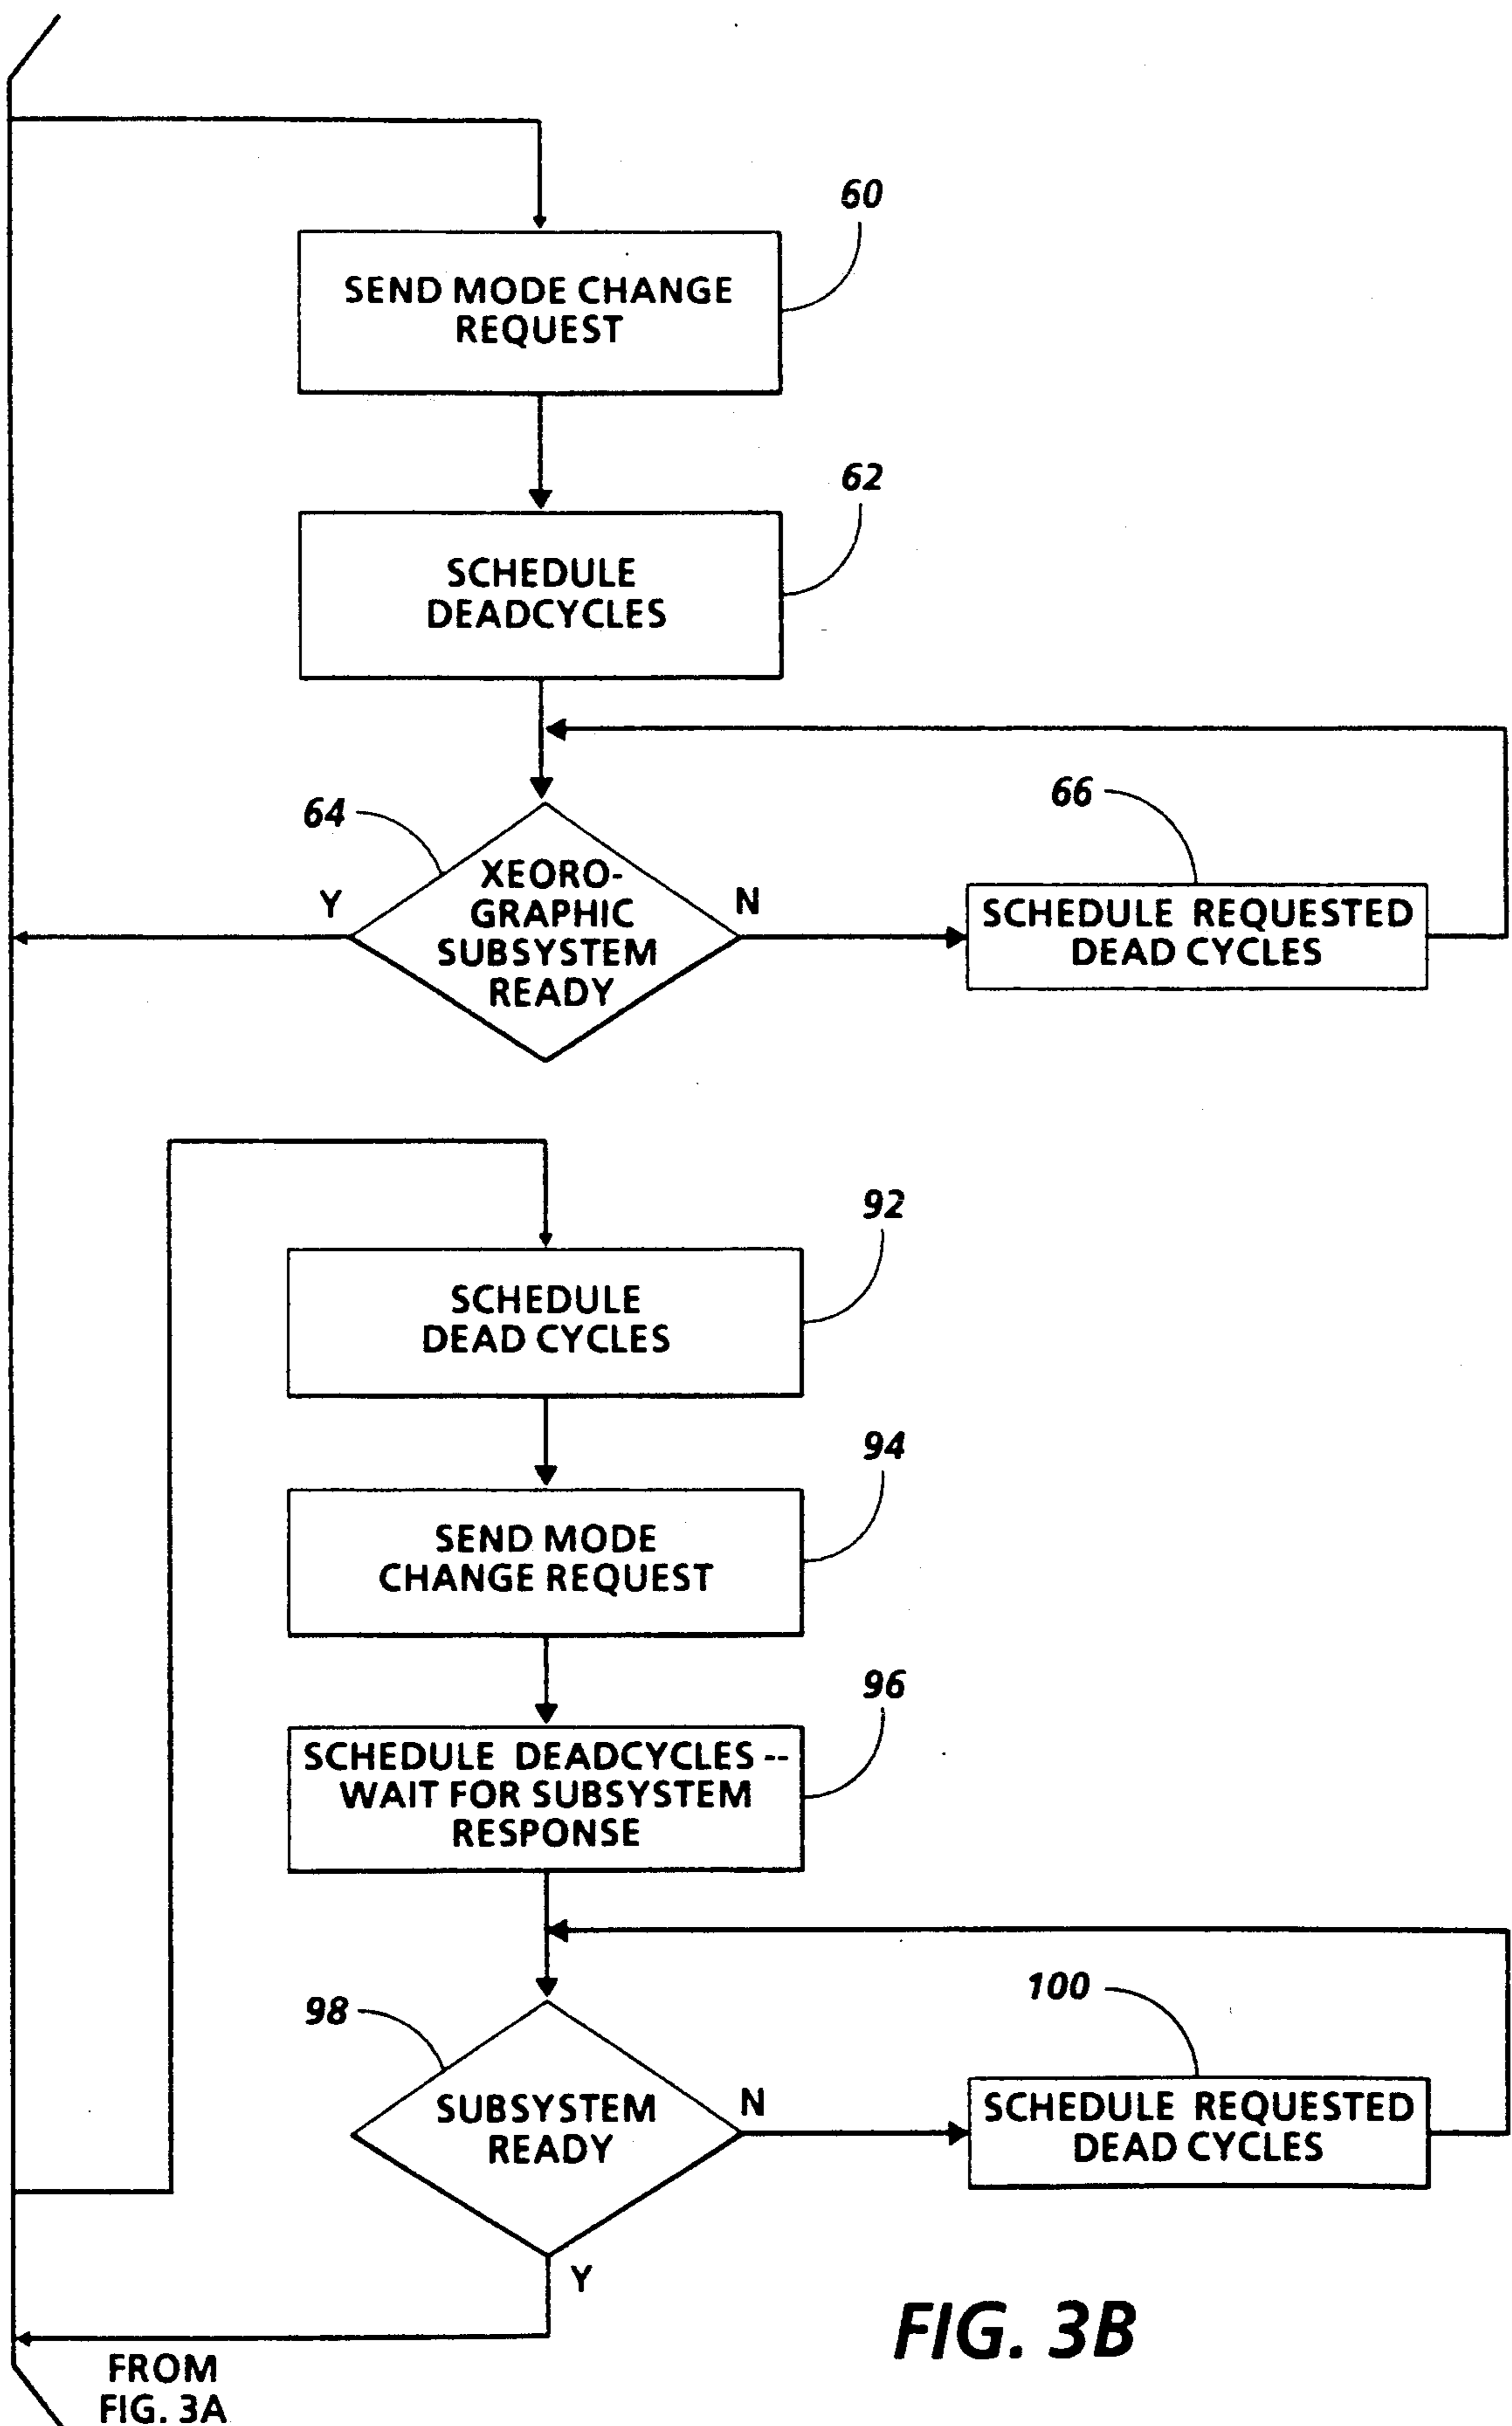 60
SEND MODE CHANGE
REQUEST
62
SCHEDULE
DEADCYCLES
64
XEORO-
GRAPHIC
SUBSYSTEM
READY
Y
N
66
SCHEDULE REQUESTED
DEAD CYCLES
92
SCHEDULE
DEAD CYCLES
94
SEND MODE
CHANGE REQUEST
96
SCHEDULE DEADCYCLES --
WAIT FOR SUBSYSTEM
RESPONSE
98
SUBSYSTEM
READY
N
100
SCHEDULE REQUESTED
DEAD CYCLES
Y
FROM
FIG. 3A
FIG. 3B